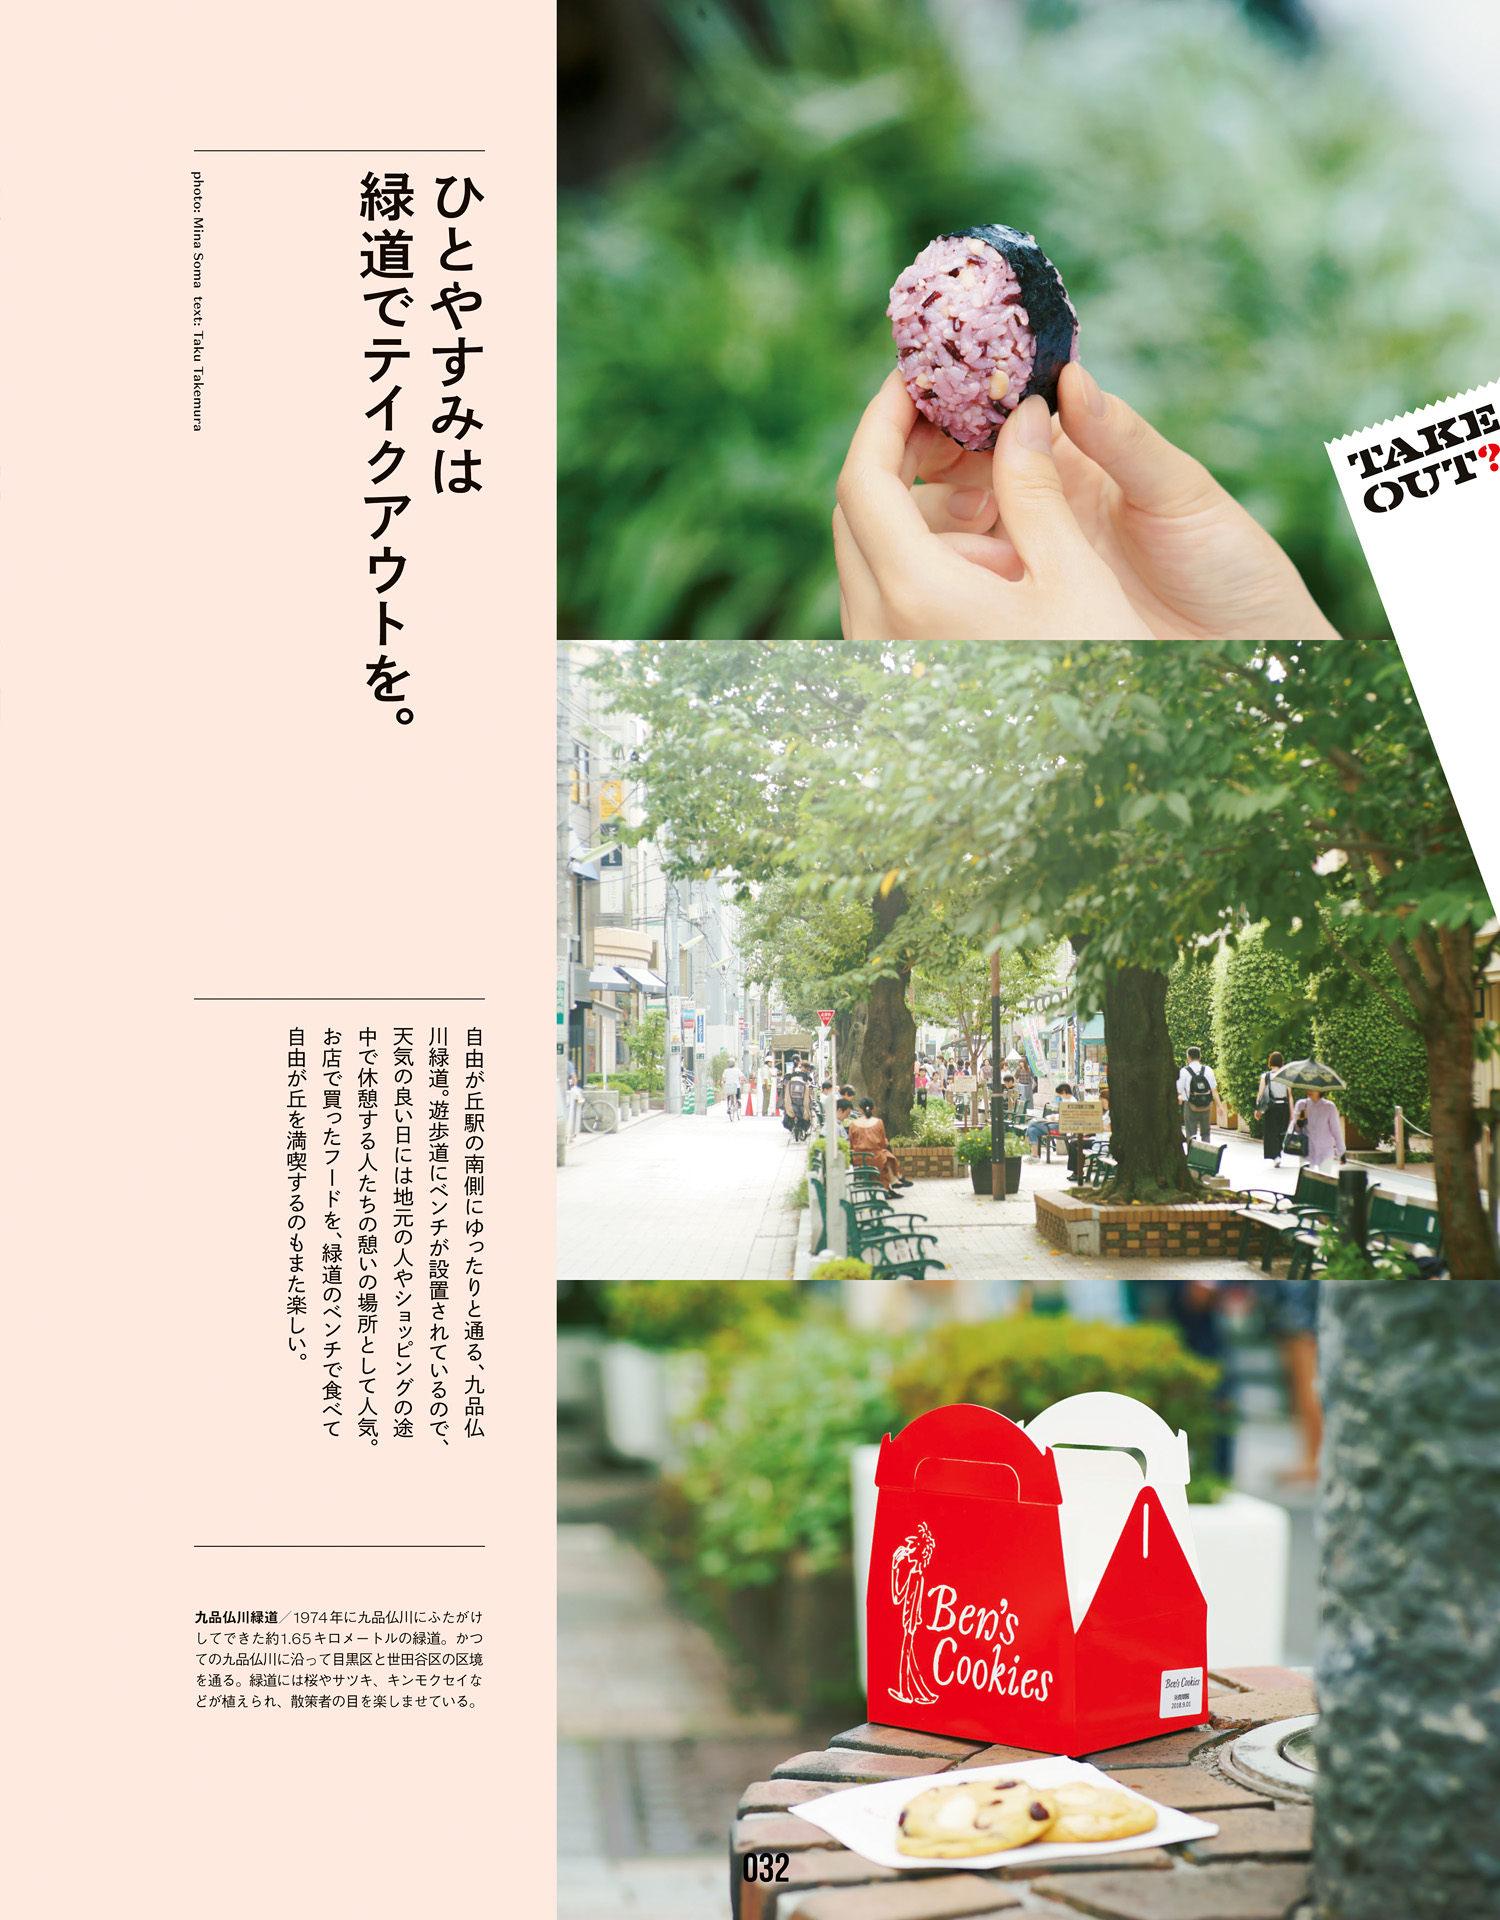 ひとやすみは
緑道でテイクアウトを。
photo: Mina Soma text: Taku Takemura
自由が丘駅の南側にゆったりと通る、九品仏
川緑道。遊歩道にベンチが設置されているので、
天気の良い日には地元の人やショッピングの途
中で休憩する人たちの憩いの場所として人気。
お店で買ったフードを、緑道のベンチで食べて
自由が丘を満喫するのもまた楽しい。
九品仏川緑道／1974年に九品仏川にふたがけ
してできた約1.65キロメートルの緑道。かつ
ての九品仏川に沿って目黒区と世田谷区の区境
を通る。緑道には桜やサツキ、キンモクセイな
どが植えられ、散策者の目を楽しませている。
TAKE
OUT?
Ben's
Cookies
Ben's Cookies
2018.9.01
032